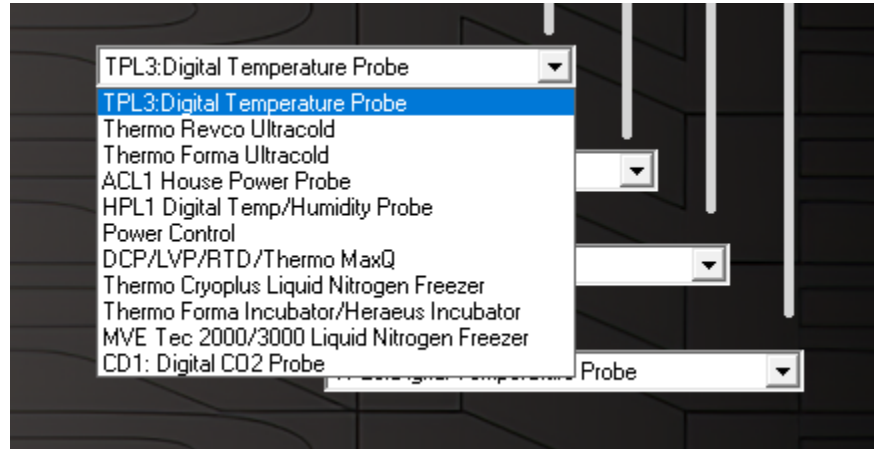 TPL3:Digital Temperature Probe
TPL3:Digital Temperature Probe
Thermo Revco Ultracold
Thermo Forma Ultracold
ACL1 House Power Probe
HPL1 Digital Temp/Humidity Probe
Power Control
DCP/LVP/RTD/Thermo MaxQ
Thermo Cryoplus Liquid Nitrogen Freezer
Thermo Forma Incubator/Heraeus Incubator
MVE Tec 2000/3000 Liquid Nitrogen Freezer
CD1: Digital CO2 Probe
Probe